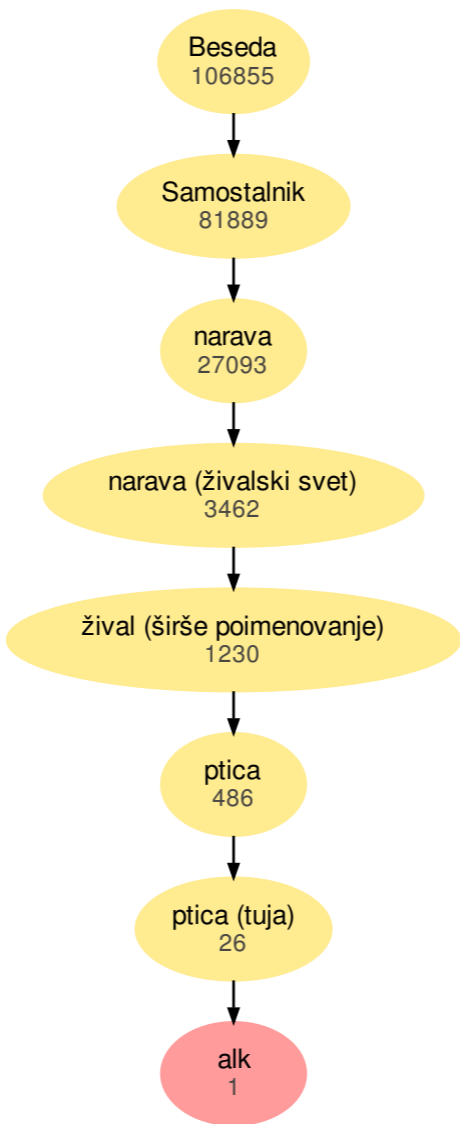 Beseda
106855
Samostalnik
81889
narava
27093
narava (živalski svet)
3462
žival (širše poimenovanje)
1230
ptica
486
ptica (tuja)
26
alk
1